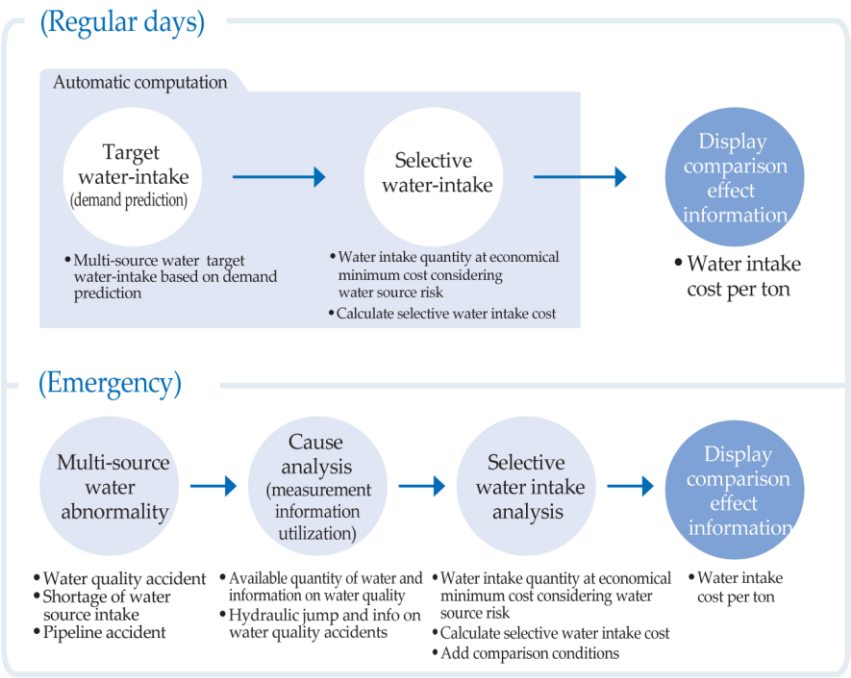 (Regular days)
Automatic computation
Target
water-intake
(demand prediction)
• Multi-source water target
water-intake based on demand
prediction
Selective
water-intake
• Water intake quantity at economical
minimum cost considering
water source risk
• Calculate selective water intake cost
Display
comparison
effect
information
• Water intake
cost per ton
(Emergency)
Multi-source
water
abnormality
• Water quality accident
• Shortage of water
source intake
• Pipeline accident
Cause
analysis
(measurement
information
utilization)
• Available quantity of water and
information on water quality
• Hydraulic jump and info on
water quality accidents
Selective
water intake
analysis
• Water intake quantity at economical
minimum cost considering water
source risk
• Calculate selective water intake cost
• Add comparison conditions
Display
comparison
effect
information
• Water intake
cost per ton